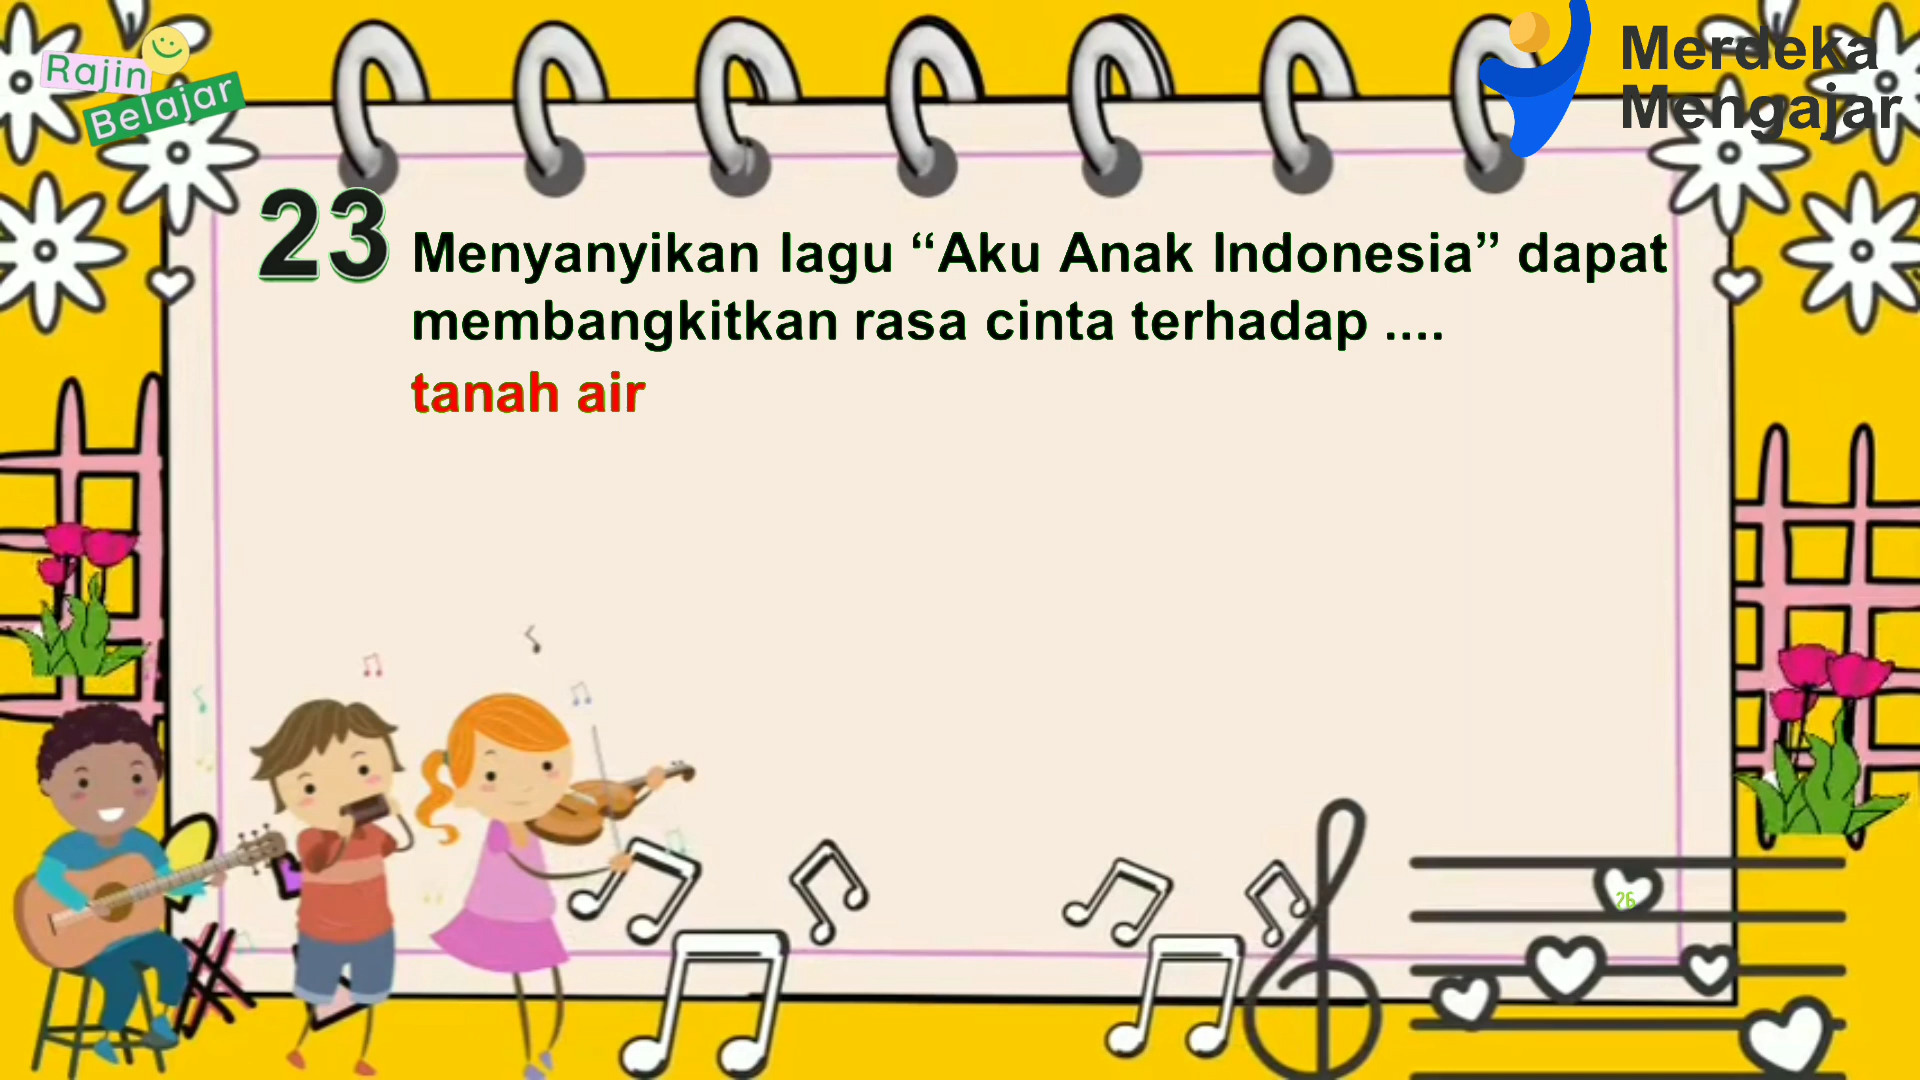 Rajin
Belajar
Merdeka
Mengajar
23
Menyanyikan lagu “Aku Anak Indonesia” dapat
membangkitkan rasa cinta terhadap ....
tanah air
26